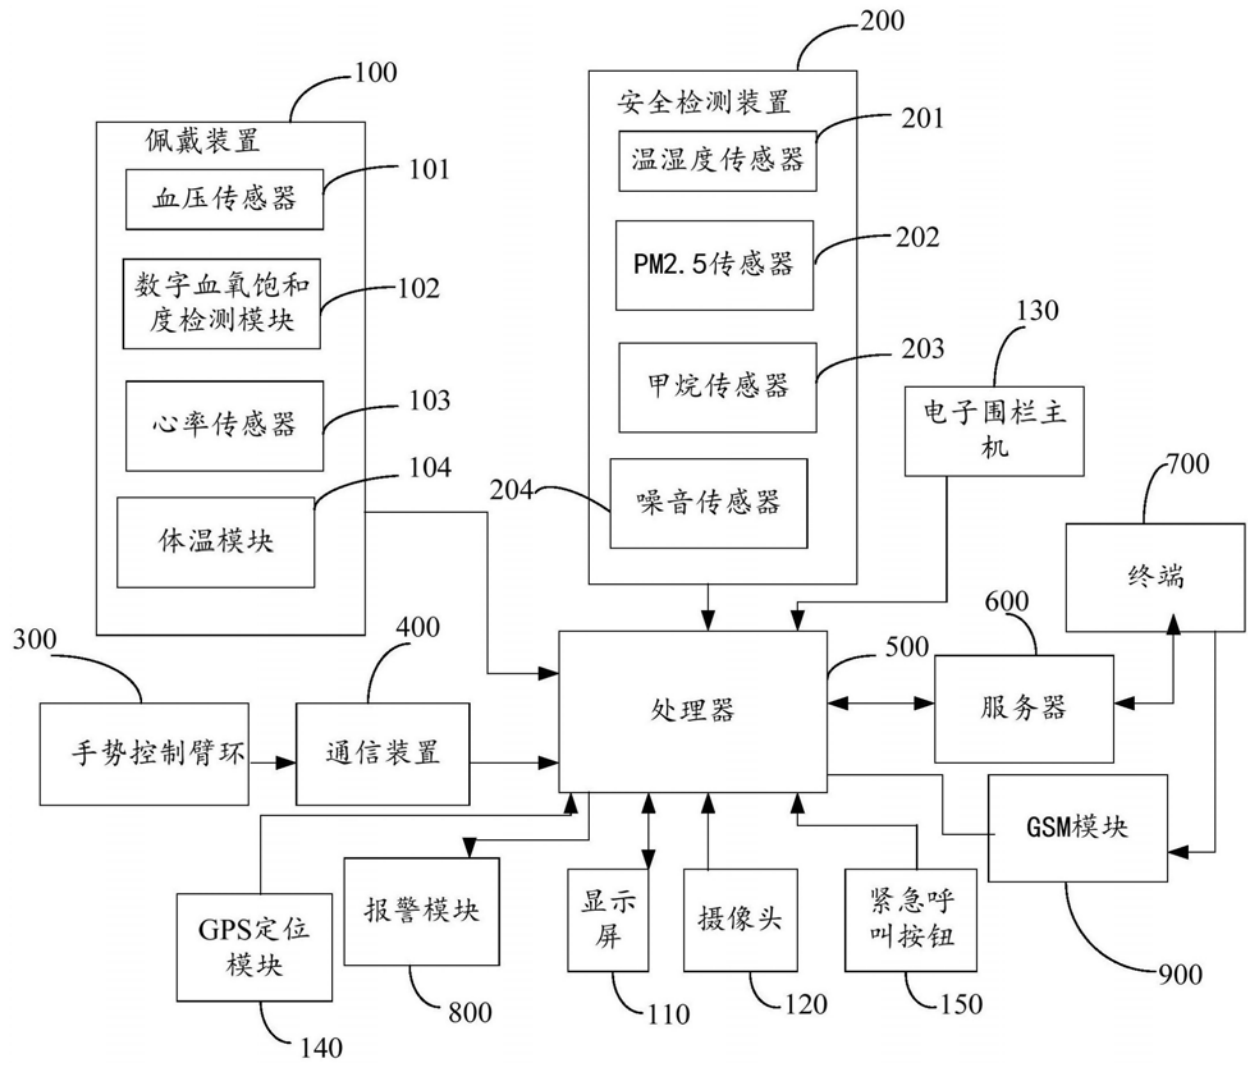 200
100
安全检测装置
佩戴装置
201
温湿度传感器
101
血压传感器
202
PM2.5传感器
数字血氧饱和
度检测模块
102
130
203
甲烷传感器
103
心率传感器
电子围栏主
机
104
700
204
噪音传感器
体温模块
终端
600
300
400
500
处理器
服务器
手势控制臂环
通信装置
GSM模块
报警模块
显示
屏
摄像头
紧急呼
叫按钮
GPS定位
模块
900
800
110
120
150
140